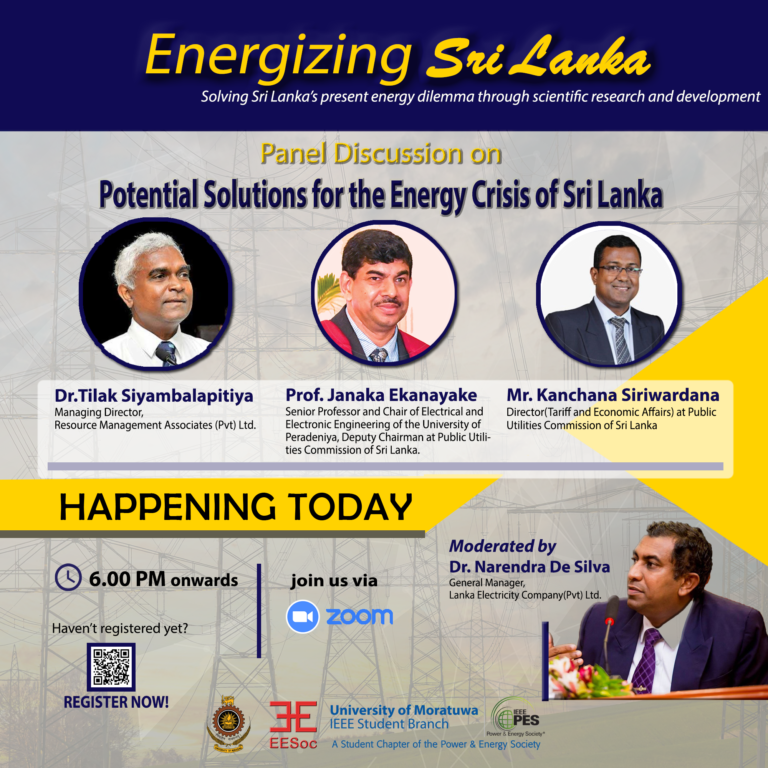 Energizing Sri Lanka
Solving Sri Lanka's present energy dilemma through scientific research and development
Panel Discussion on
Potential Solutions for the Energy Crisis of Sri Lanka
Dr.Tilak Siyambalapitiya
Managing Director,
Resource Management Associates (Pvt) Ltd.
Prof. Janaka Ekanayake
Senior Professor and Chair of Electrical and
Electronic Engineering of the University of
Peradeniya, Deputy Chairman at Public Utili-
ties Commission of Sri Lanka.
Mr. Kanchana Siriwardana
Director(Tariff and Economic Affairs) at Public
Utilities Commission of Sri Lanka
HAPPENING TODAY
6.00 PM onwards
join us via
zoom
Moderated by
Dr. Narendra De Silva
General Manager,
Lanka Electricity Company(Pvt) Ltd.
Haven't registered yet?
REGISTER NOW!
EESoc
University of Moratuwa
IEEE Student Branch
A Student Chapter of the Power & Energy Society
IEEE
PES
Power & Energy Society